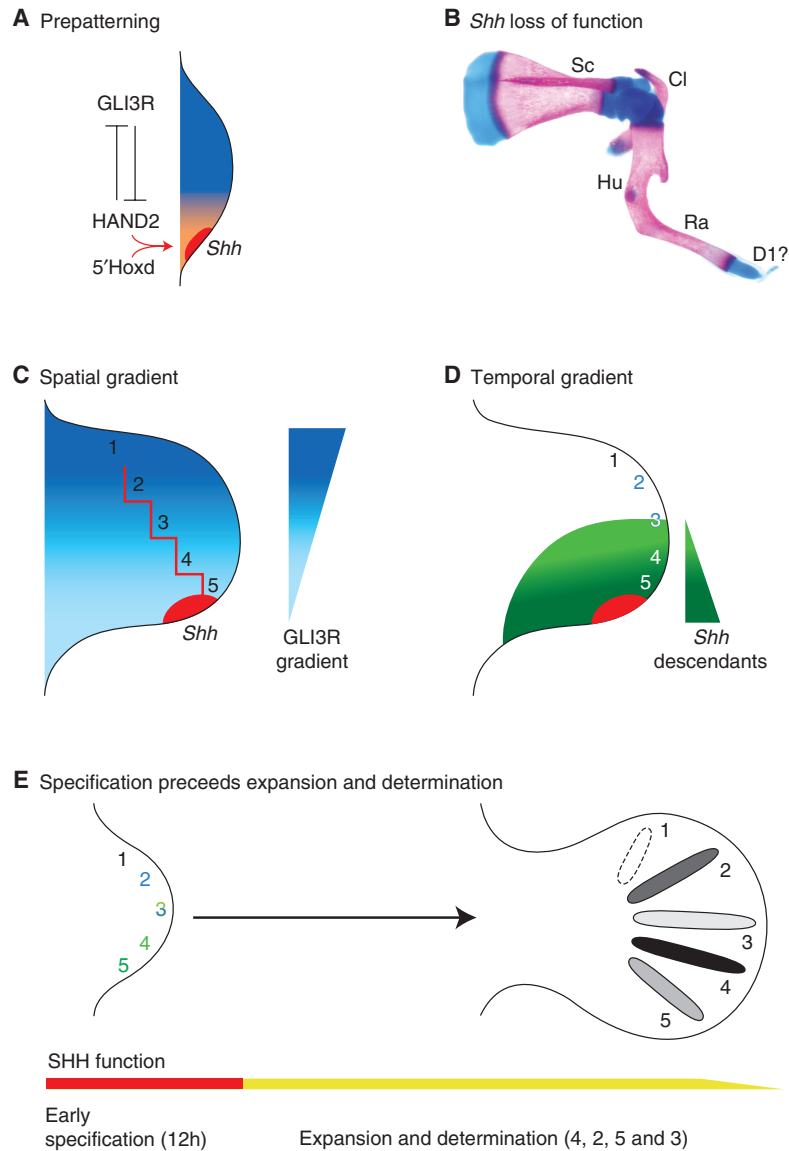 A Prepatterning
GLI3R
HAND2
5′Hoxd
Shh
B Shh loss of function
Sc
Cl
Hu
Ra
D1?
C Spatial gradient
1
2
3
4
5
Shh
GLI3R
gradient
D Temporal gradient
1
2
3
4
5
Shh
descendants
E Specification preceeds expansion and determination
1
2
3
4
5
1
2
3
4
5
SHH function
Early
specification (12h)
Expansion and determination (4, 2, 5 and 3)